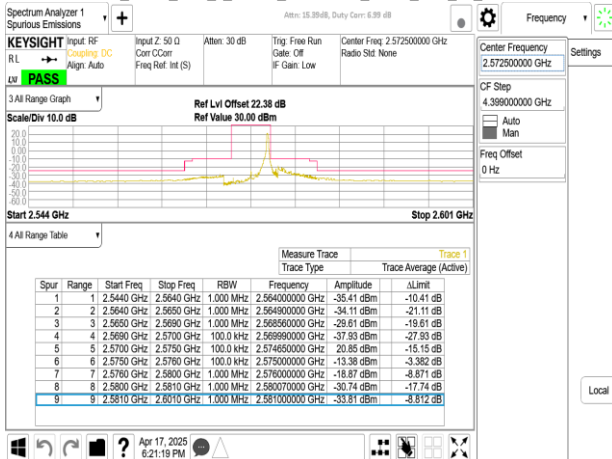 Spectrum Analyzer 1
Spurious Emissions
Attn: 15.39dB, Duty Corr: 6.99 dB
Frequency
KEYSIGHT Input: RF Input Z: 50 Ω Atten: 30 dB Trig: Free Run Center Freq: 2.572500000 GHz
RL Coupling: DC Corr CCorr Gate: Off Radio Std: None
Align: Auto Freq Ref: Int (S) IF Gain: Low
PASS
Center Frequency
2.572500000 GHz
Settings
CF Step
4.399000000 GHz
Auto
Man
Freq Offset
0 Hz
3 All Range Graph
Ref Lvl Offset 22.38 dB
Scale/Div 10.0 dB Ref Value 30.00 dBm
20.0
10.0
0.00
-10.0
-20.0
-30.0
-40.0
-60.0
Start 2.544 GHz Stop 2.601 GHz
4 All Range Table
Measure Trace Trace 1
Trace Type Trace Average (Active)
Spur Range Start Freq Stop Freq RBW Frequency Amplitude ΔLimit
1 1 2.5440 GHz 2.5640 GHz 1.000 MHz 2.564000000 GHz -35.41 dBm -10.41 dB
2 2 2.5640 GHz 2.5650 GHz 1.000 MHz 2.564900000 GHz -34.11 dBm -21.11 dB
3 3 2.5650 GHz 2.5690 GHz 1.000 MHz 2.568560000 GHz -29.61 dBm -19.61 dB
4 4 2.5690 GHz 2.5700 GHz 100.0 kHz 2.569990000 GHz -37.93 dBm -27.93 dB
5 5 2.5700 GHz 2.5750 GHz 100.0 kHz 2.574650000 GHz 20.85 dBm -15.15 dB
6 6 2.5750 GHz 2.5760 GHz 100.0 kHz 2.575000000 GHz -13.38 dBm -3.382 dB
7 7 2.5760 GHz 2.5800 GHz 1.000 MHz 2.576000000 GHz -18.87 dBm -8.871 dB
8 8 2.5800 GHz 2.5810 GHz 1.000 MHz 2.580070000 GHz -30.74 dBm -17.74 dB
9 9 2.5810 GHz 2.6010 GHz 1.000 MHz 2.581000000 GHz -33.81 dBm -8.812 dB
Local
Apr 17, 2025
6:21:19 PM